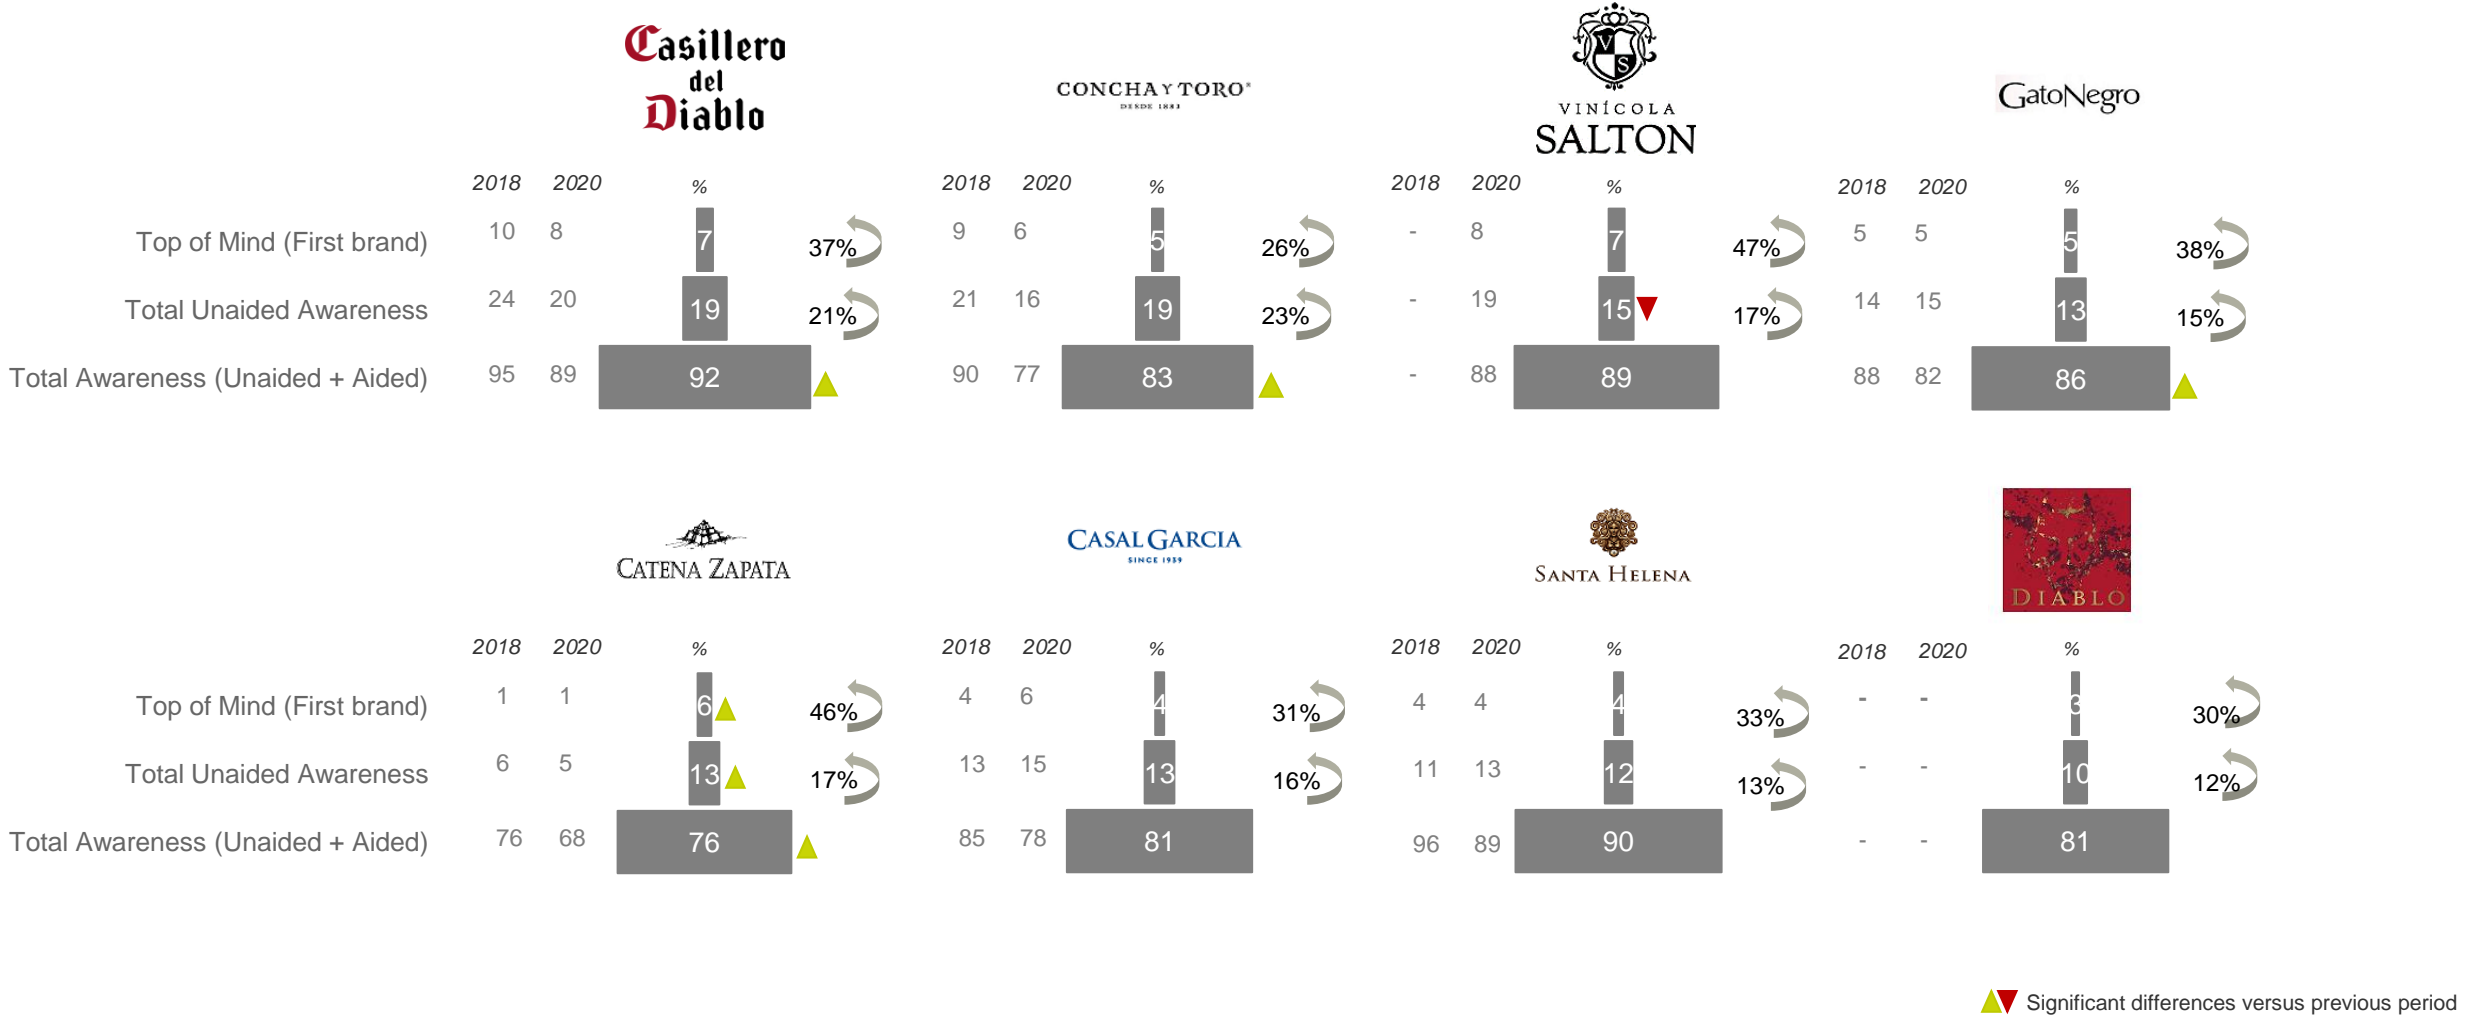 Casillero
del
Diablo
CONCHA Y TORO®
DESDE 1883
V
S
VINÍCOLA
SALTON
GatoNegro
2018 2020 % 2018 2020 % 2018 2020 % 2018 2020 %
Top of Mind (First brand) 10 8 7 37% 9 6 5 26% - 8 7 47% 5 5 5 38%
Total Unaided Awareness 24 20 19 21% 21 16 19 23% - 19 15 17% 14 15 13 15%
Total Awareness (Unaided + Aided) 95 89 92 90 77 83 - 88 89 88 82 86
CATENA ZAPATA
CASAL GARCIA
SINCE 1939
SANTA HELENA
DIABLO
2018 2020 % 2018 2020 % 2018 2020 % 2018 2020 %
Top of Mind (First brand) 1 1 6 46% 4 6 4 31% 4 4 4 33% - - 3 30%
Total Unaided Awareness 6 5 13 17% 13 15 13 16% 11 13 12 13% - - 10 12%
Total Awareness (Unaided + Aided) 76 68 76 85 78 81 96 89 90 - - 81
Significant differences versus previous period